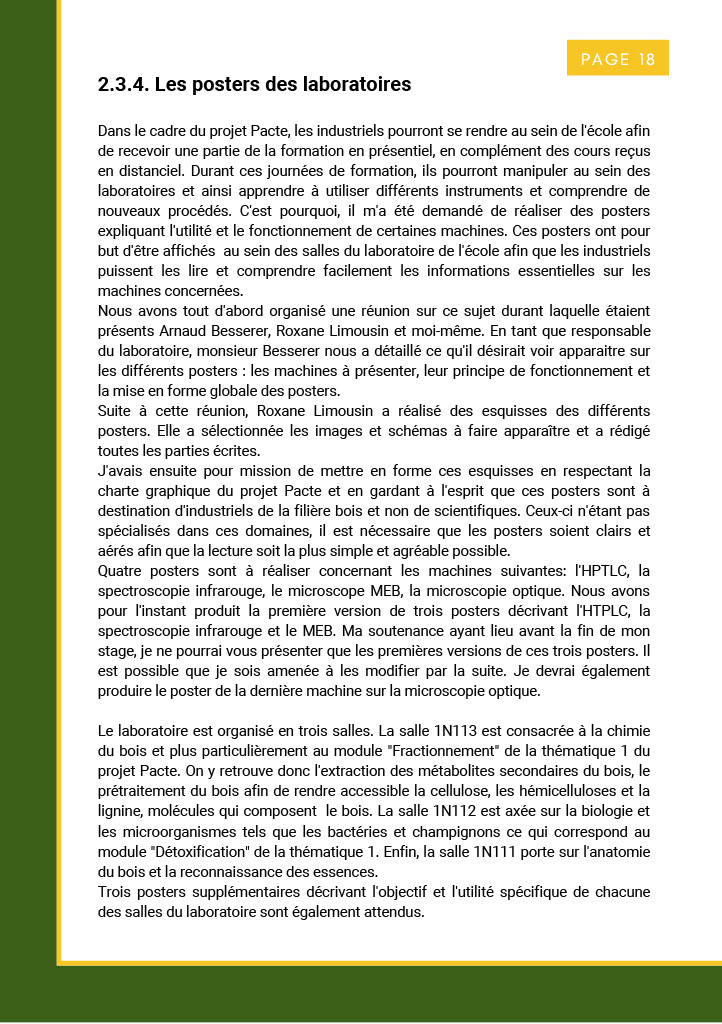 PAGE 18
2.3.4. Les posters des laboratoires
Dans le cadre du projet Pacte, les industriels pourront se rendre au sein de l'école afin
de recevoir une partie de la formation en présentiel, en complément des cours reçus
en distanciel. Durant ces journées de formation, ils pourront manipuler au sein des
laboratoires et ainsi apprendre à utiliser différents instruments et comprendre de
nouveaux procédés. C'est pourquoi, il m'a été demandé de réaliser des posters
expliquant l'utilité et le fonctionnement de certaines machines. Ces posters ont pour
but d'être affichés  au sein des salles du laboratoire de l'école afin que les industriels
puissent les lire et comprendre facilement les informations essentielles sur les
machines concernées.
Nous avons tout d'abord organisé une réunion sur ce sujet durant laquelle étaient
présents Arnaud Besserer, Roxane Limousin et moi-même. En tant que responsable
du laboratoire, monsieur Besserer nous a détaillé ce qu'il désirait voir apparaitre sur
les différents posters : les machines à présenter, leur principe de fonctionnement et
la mise en forme globale des posters.
Suite à cette réunion, Roxane Limousin a réalisé des esquisses des différents
posters. Elle a sélectionnée les images et schémas à faire apparaître et a rédigé
toutes les parties écrites.
J'avais ensuite pour mission de mettre en forme ces esquisses en respectant la
charte graphique du projet Pacte et en gardant à l'esprit que ces posters sont à
destination d'industriels de la filière bois et non de scientifiques. Ceux-ci n'étant pas
spécialisés dans ces domaines, il est nécessaire que les posters soient clairs et
aérés afin que la lecture soit la plus simple et agréable possible.
Quatre posters sont à réaliser concernant les machines suivantes: l'HPTLC, la
spectroscopie infrarouge, le microscope MEB, la microscopie optique. Nous avons
pour l'instant produit la première version de trois posters décrivant l'HTPLC, la
spectroscopie infrarouge et le MEB. Ma soutenance ayant lieu avant la fin de mon
stage, je ne pourrai vous présenter que les premières versions de ces trois posters. Il
est possible que je sois amenée à les modifier par la suite. Je devrai également
produire le poster de la dernière machine sur la microscopie optique.
Le laboratoire est organisé en trois salles. La salle 1N113 est consacrée à la chimie
du bois et plus particulièrement au module "Fractionnement" de la thématique 1 du
projet Pacte. On y retrouve donc l'extraction des métabolites secondaires du bois, le
prétraitement du bois afin de rendre accessible la cellulose, les hémicelluloses et la
lignine, molécules qui composent  le bois. La salle 1N112 est axée sur la biologie et
les microorganismes tels que les bactéries et champignons ce qui correspond au
module "Détoxification" de la thématique 1. Enfin, la salle 1N111 porte sur l'anatomie
du bois et la reconnaissance des essences.
Trois posters supplémentaires décrivant l'objectif et l'utilité spécifique de chacune
des salles du laboratoire sont également attendus.